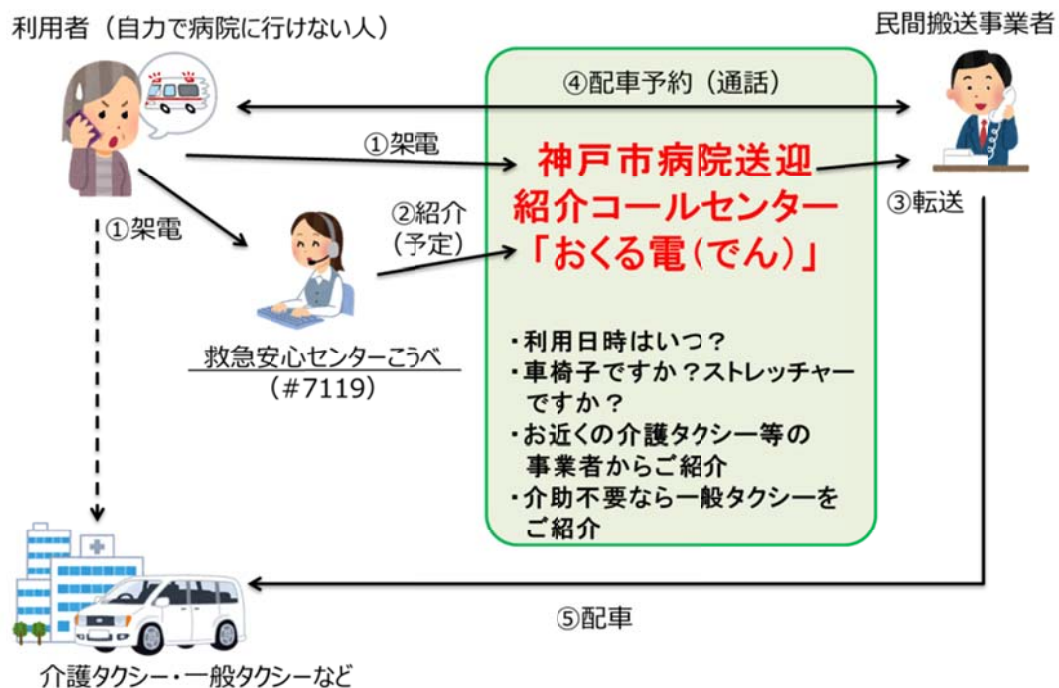 利用者（自力で病院に行けない人）
民間搬送事業者
④配車予約（通話）
①架電
神戸市病院送迎
紹介コールセンター
「おくる電（でん）」
③転送
①架電
②紹介
（予定）
救急安心センターこうべ
（＃7119）
・利用日時はいつ？
・車椅子ですか？ストレッチャー
ですか？
・お近くの介護タクシー等の
事業者からご紹介
・介助不要なら一般タクシーを
ご紹介
⑤配車
介護タクシー・一般タクシーなど